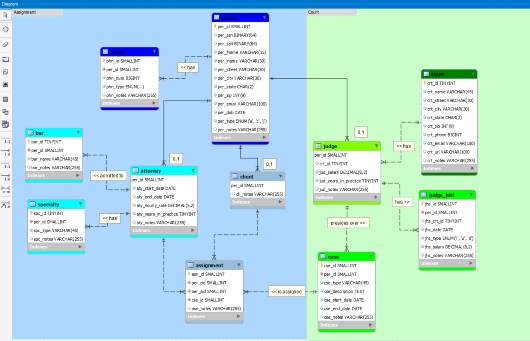 Diagram
Assignment
Court
person
per_id SMALLINT
per_ssn BINARY(64)
per_salt BINARY(64)
per_fname VARCHAR(15)
per_lname VARCHAR(30)
per_street VARCHAR(30)
per_city VARCHAR(30)
per_state CHAR(2)
per_zip INT(9)
per_email VARCHAR(100)
per_dob DATE
per_type ENUM('a', 'c', 'j')
per_notes VARCHAR(255)
Indexes
phone
phn_id SMALLINT
per_id SMALLINT
phn_num BIGINT
phn_type ENUM(...)
phn_notes VARCHAR(255)
Indexes
<< has
court
crt_id TINYINT
crt_name VARCHAR(45)
crt_street VARCHAR(30)
crt_city VARCHAR(30)
crt_state CHAR(2)
crt_zip INT(9)
crt_phone BIGINT
crt_email VARCHAR(100)
crt_url VARCHAR(100)
crt_notes VARCHAR(255)
Indexes
bar
bar_id TINYINT
per_id SMALLINT
bar_name VARCHAR(45)
bar_notes VARCHAR(255)
Indexes
<< admitted to
0,1
attorney
per_id SMALLINT
aty_start_date DATE
aty_end_date DATE
aty_hourly_rate DECIMAL(5,2)
aty_years_in_practice TINYINT
aty_notes VARCHAR(255)
Indexes
0,1
client
per_id SMALLINT
cli_notes VARCHAR(255)
Indexes
0,1
judge
per_id SMALLINT
crt_id TINYINT
jud_salary DECIMAL(8,2)
jud_years_in_practice TINYINT
jud_notes VARCHAR(255)
Indexes
<< has
has >>
judge_hist
jhs_id SMALLINT
per_id SMALLINT
jhs_crt_id TINYINT
jhs_date DATE
jhs_type ENUM('i', 'u', 'd')
jhs_salary DECIMAL(8,2)
jhs_notes VARCHAR(255)
Indexes
specialty
spc_id TINYINT
per_id SMALLINT
spc_type VARCHAR(45)
spc_notes VARCHAR(255)
Indexes
<< has
presides over >>
assignment
asn_id SMALLINT
per_cid SMALLINT
per_aid SMALLINT
cse_id SMALLINT
asn_notes VARCHAR(255)
Indexes
<< is assigned
case
cse_id SMALLINT
per_id SMALLINT
cse_type VARCHAR(45)
cse_description TEXT
cse_start_date DATE
cse_end_date DATE
cse_notes VARCHAR(255)
Indexes